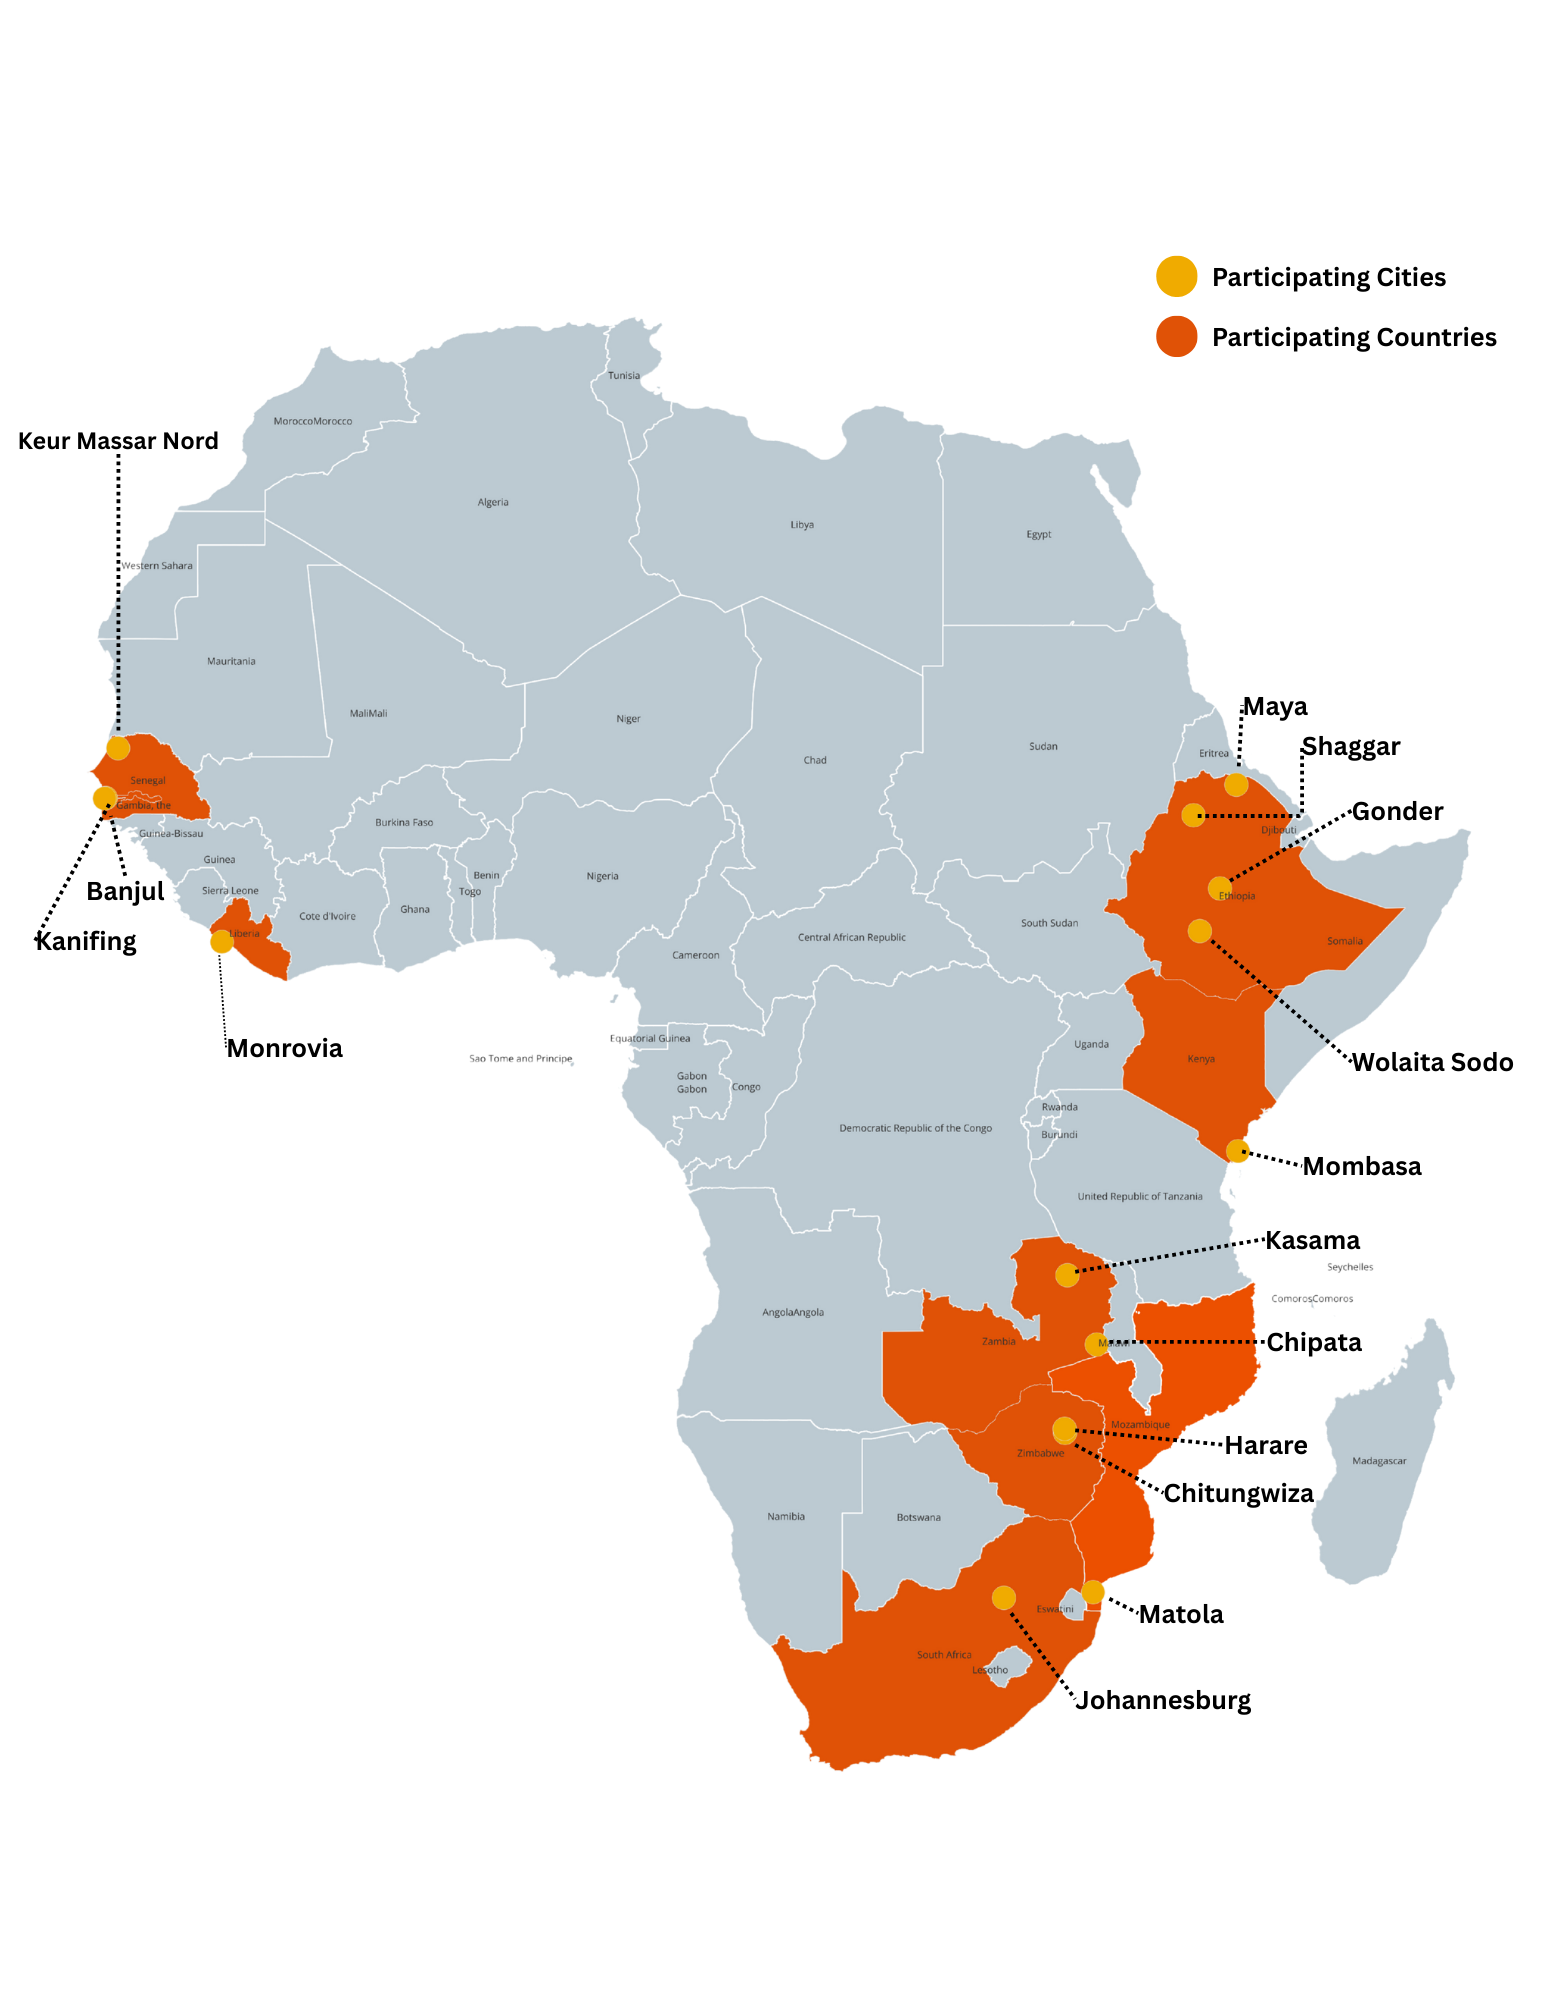 Participating Cities
Participating Countries
Tunisia
MoroccoMorocco
Keur Massar Nord
Algeria
Libya
Egypt
Western Sahara
Mauritania
MaliMali
Niger
Maya
Sudan
Shaggar
Eritrea
Chad
Senegal
Gambia, the
Gonder
Burkina Faso
Djibouti
Guinea-Bissau
Guinea
Benin
Nigeria
Togo
Banjul
Sierra Leone
Ethiopia
Ghana
Cote d'Ivoire
South Sudan
Liberia
Central African Republic
Kanifing
Somalia
Cameroon
Equatorial Guinea
Uganda
Monrovia
Sao Tome and Principe
Kenya
Wolaita Sodo
Gabon
Gabon
Congo
Rwanda
Democratic Republic of the Congo
Burundi
Mombasa
United Republic of Tanzania
Kasama
Seychelles
ComorosComoros
AngolaAngola
Zambia
Malawi
Chipata
Mozambique
Harare
Zimbabwe
Madagascar
Chitungwiza
Namibia
Botswana
Eswatini
Matola
South Africa
Lesotho
Johannesburg